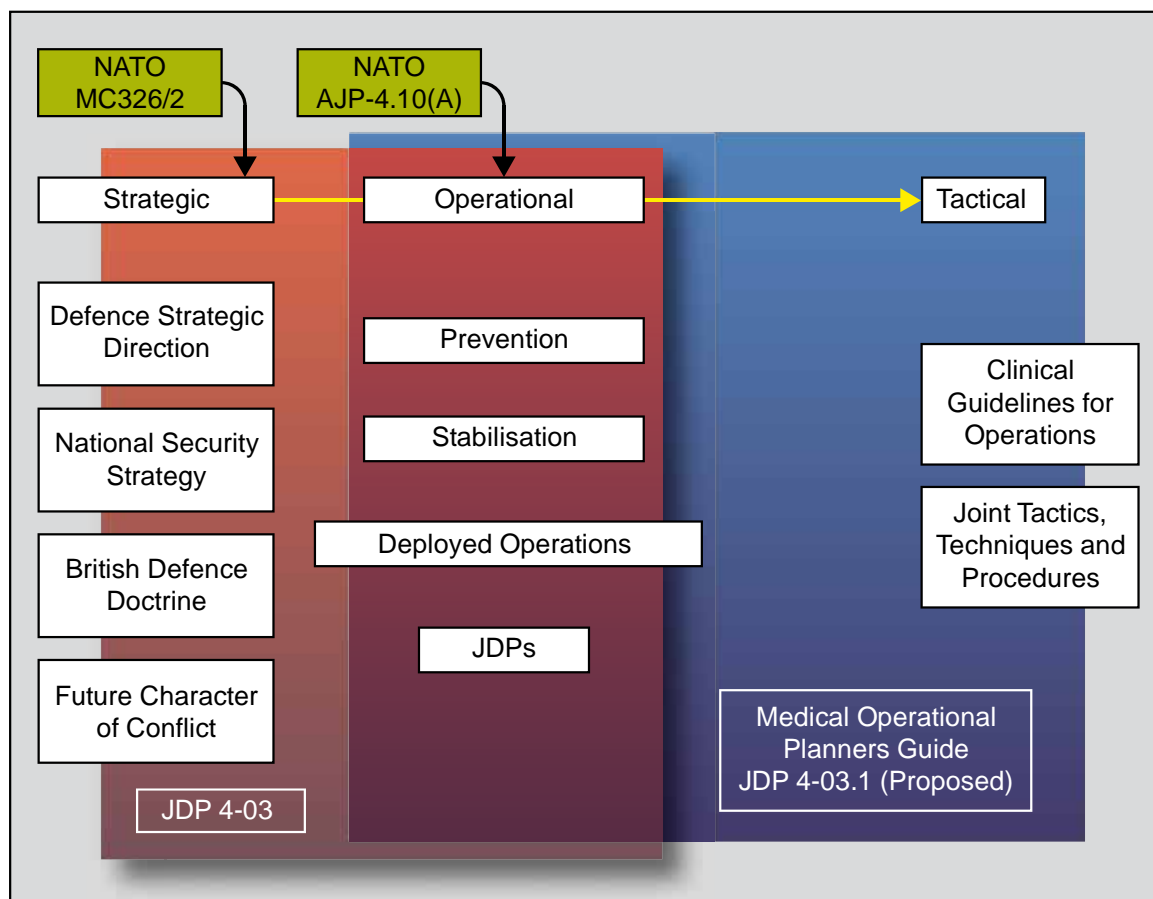 NATO
MC326/2
NATO
AJP-4.10(A)
Strategic
Operational
Tactical
Defence Strategic
Direction
National Security
Strategy
British Defence
Doctrine
Future Character
of Conflict
JDP 4-03
Prevention
Stabilisation
Deployed Operations
JDPs
Clinical
Guidelines for
Operations
Joint Tactics,
Techniques and
Procedures
Medical Operational
Planners Guide
JDP 4-03.1 (Proposed)